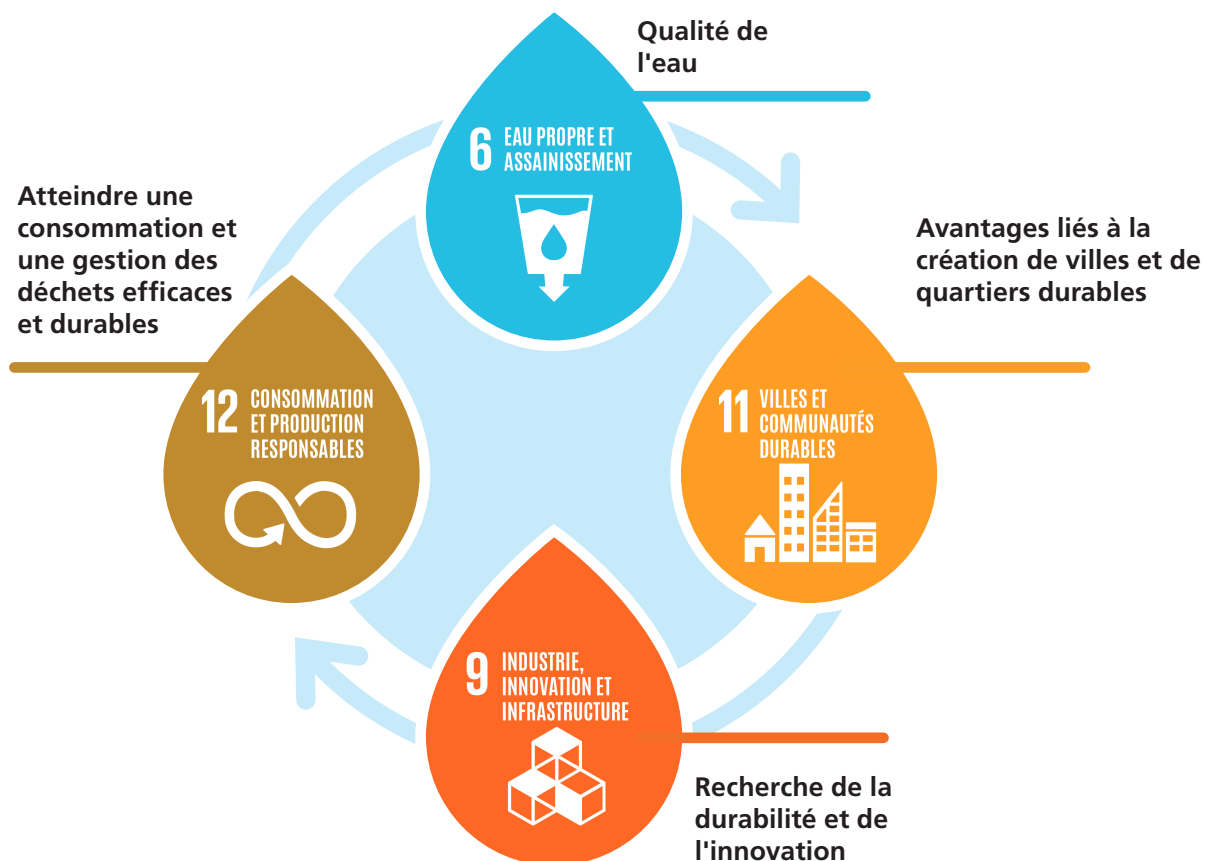 Qualité de
l'eau
6 EAU PROPRE ET
ASSAINISSEMENT
Atteindre une
consommation et
une gestion des
déchets efficaces
et durables
Avantages liés à la
création de villes et de
quartiers durables
12 CONSOMMATION
ET PRODUCTION
RESPONSABLES
11 VILLES ET
COMMUNAUTÉS
DURABLES
9 INDUSTRIE,
INNOVATION ET
INFRASTRUCTURE
Recherche de la
durabilité et de
l'innovation